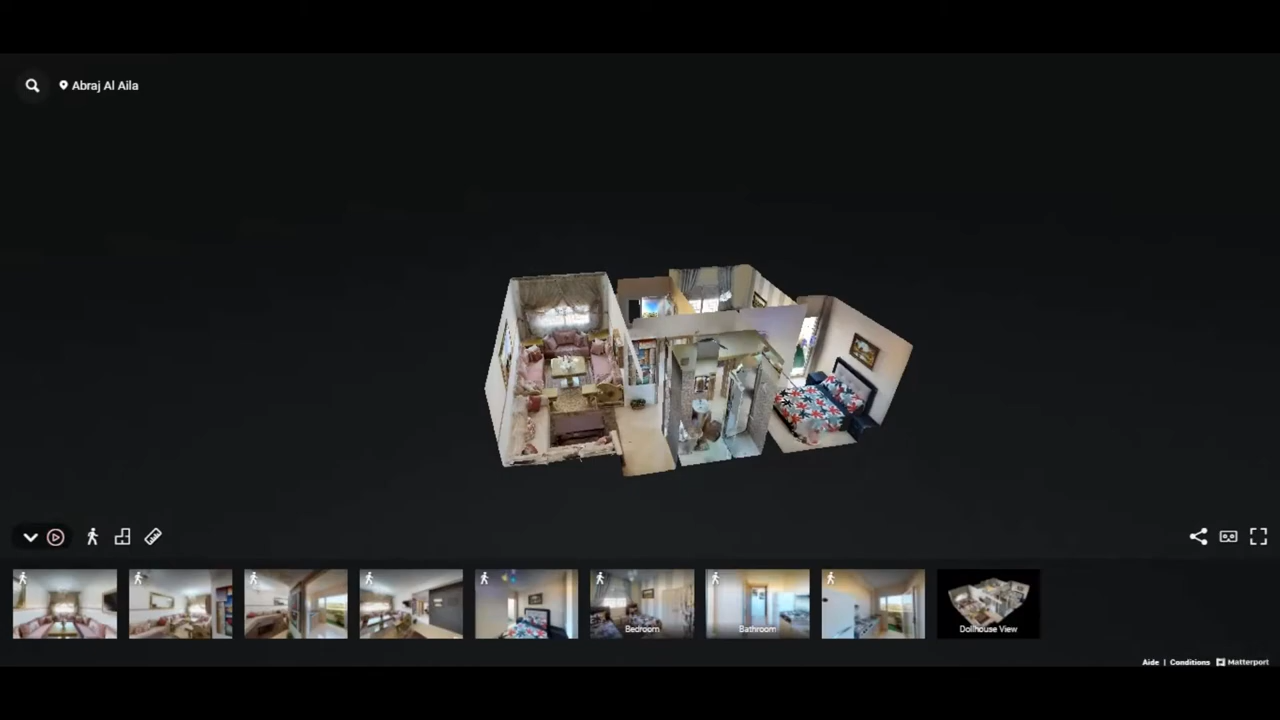 Abraj Al Aila
Bedroom
Bathroom
Dollhouse View
Aide | Conditions Matterport